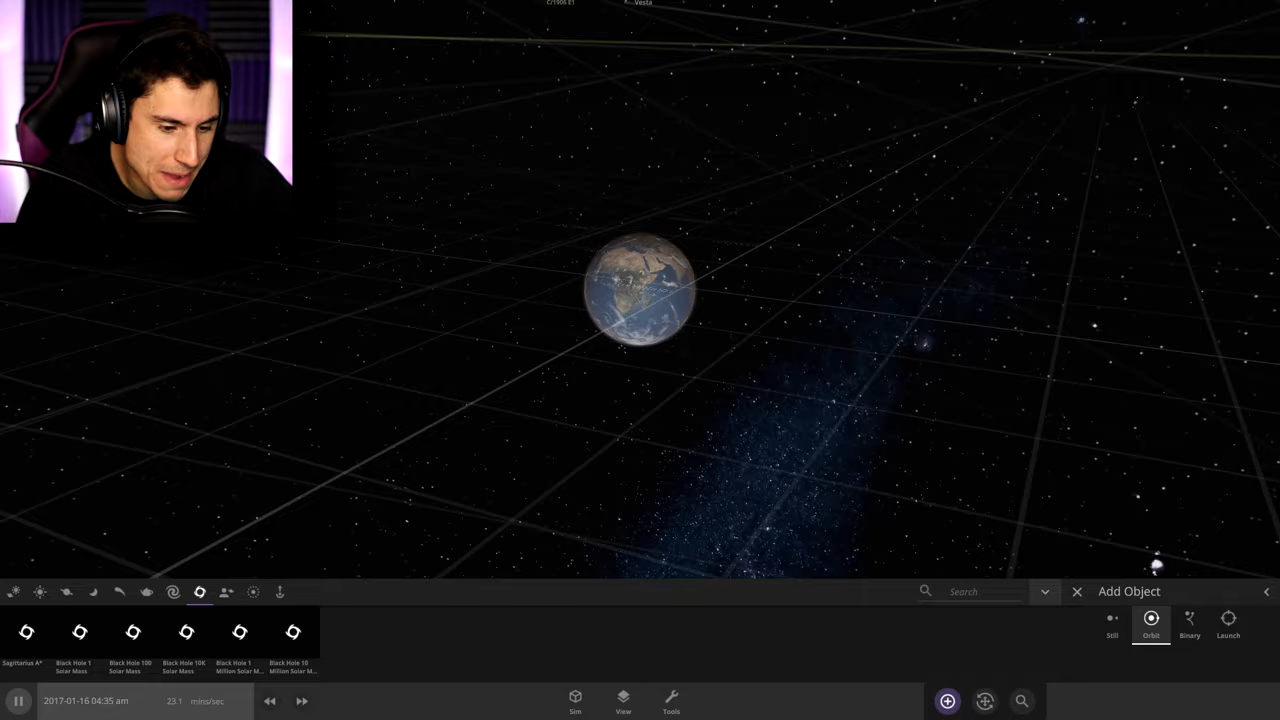 C/1906 E1 Vesta
Search
Add Object
Still Orbit Binary Launch
Sagittarius A* Black Hole 1 Black Hole 100 Black Hole 10K Black Hole 1 Black Hole 10
Solar Mass Solar Mass Solar Mass Million Solar M... Million Solar M...
2017-01-16 04:35 am 23.1 mins/sec
Sim View Tools